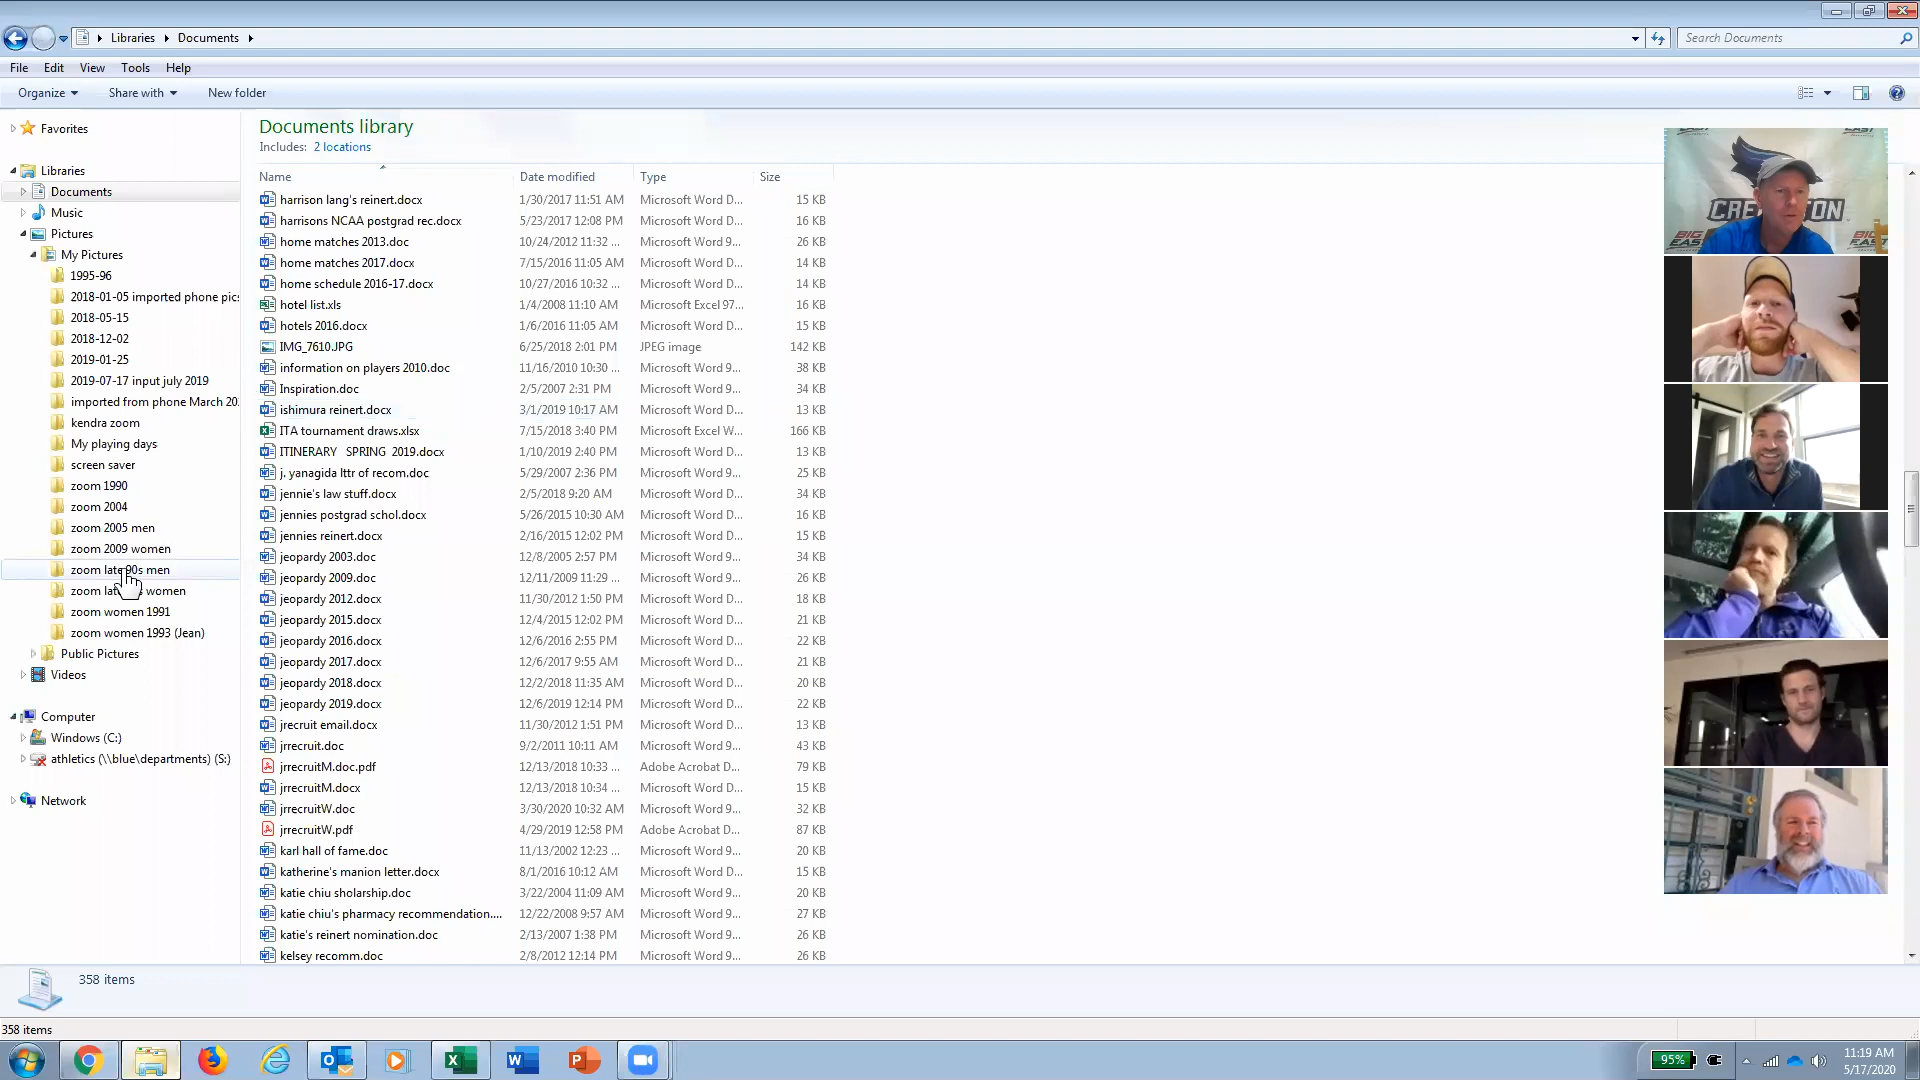 Libraries Documents
Search Documents
File Edit View Tools Help
Organize Share with New folder
Favorites
Libraries
Documents
Music
Pictures
My Pictures
1995-96
2018-01-05 imported phone pics
2018-05-15
2018-12-02
2019-01-25
2019-07-17 input july 2019
imported from phone March 20
kendra zoom
My playing days
screen saver
zoom 1990
zoom 2004
zoom 2005 men
zoom 2009 women
zoom late 90s men
zoom women
zoom women 1991
zoom women 1993 (Jean)
Public Pictures
Videos
Computer
Windows (C:)
athletics (\\blue\departments) (S:)
Network
Documents library
Includes: 2 locations
Name Date modified Type Size
harrison lang's reinert.docx 1/30/2017 11:51 AM Microsoft Word D... 15 KB
harrisons NCAA postgrad rec.docx 5/23/2017 12:08 PM Microsoft Word D... 16 KB
home matches 2013.doc 10/24/2012 11:32 ... Microsoft Word 9... 26 KB
home matches 2017.docx 7/15/2016 11:05 AM Microsoft Word D... 14 KB
home schedule 2016-17.docx 10/27/2016 10:32 ... Microsoft Word D... 14 KB
hotel list.xls 1/4/2008 11:10 AM Microsoft Excel 97... 16 KB
hotels 2016.docx 1/6/2016 11:05 AM Microsoft Word D... 15 KB
IMG_7610.JPG 6/25/2018 2:01 PM JPEG image 142 KB
information on players 2010.doc 11/16/2010 10:30 ... Microsoft Word 9... 38 KB
Inspiration.doc 2/5/2007 2:31 PM Microsoft Word 9... 34 KB
ishimura reinert.docx 3/1/2019 10:17 AM Microsoft Word D... 13 KB
ITA tournament draws.xlsx 7/15/2018 3:40 PM Microsoft Excel W... 166 KB
ITINERARY SPRING 2019.docx 1/10/2019 2:40 PM Microsoft Word D... 13 KB
j. yanagida lttr of recom.doc 5/29/2007 2:36 PM Microsoft Word 9... 25 KB
jennie's law stuff.docx 2/5/2018 9:20 AM Microsoft Word D... 34 KB
jennies postgrad schol.docx 5/26/2015 10:30 AM Microsoft Word D... 16 KB
jennies reinert.docx 2/16/2015 12:02 PM Microsoft Word D... 15 KB
jeopardy 2003.doc 12/8/2005 2:57 PM Microsoft Word 9... 34 KB
jeopardy 2009.doc 12/11/2009 11:29 ... Microsoft Word 9... 26 KB
jeopardy 2012.docx 11/30/2012 1:50 PM Microsoft Word D... 18 KB
jeopardy 2015.docx 12/4/2015 12:02 PM Microsoft Word D... 21 KB
jeopardy 2016.docx 12/6/2016 2:55 PM Microsoft Word D... 22 KB
jeopardy 2017.docx 12/6/2017 9:55 AM Microsoft Word D... 21 KB
jeopardy 2018.docx 12/2/2018 11:35 AM Microsoft Word D... 20 KB
jeopardy 2019.docx 12/6/2019 12:14 PM Microsoft Word D... 22 KB
jrecruit email.docx 11/30/2012 1:51 PM Microsoft Word D... 13 KB
jrrecruit.doc 9/2/2011 10:11 AM Microsoft Word 9... 43 KB
jrrecruitM.doc.pdf 12/13/2018 10:33 ... Adobe Acrobat D... 79 KB
jrrecruitM.docx 12/13/2018 10:34 ... Microsoft Word D... 15 KB
jrrecruitW.doc 3/30/2020 10:32 AM Microsoft Word 9... 32 KB
jrrecruitW.pdf 4/29/2019 12:58 PM Adobe Acrobat D... 87 KB
karl hall of fame.doc 11/13/2002 12:23 ... Microsoft Word 9... 20 KB
katherine's manion letter.docx 8/1/2016 10:12 AM Microsoft Word D... 15 KB
katie chiu sholarship.doc 3/22/2004 11:09 AM Microsoft Word 9... 20 KB
katie chiu's pharmacy recommendation.... 12/22/2008 9:57 AM Microsoft Word 9... 27 KB
katie's reinert nomination.doc 2/13/2007 1:38 PM Microsoft Word 9... 26 KB
kelsey recomm.doc 2/8/2012 12:14 PM Microsoft Word 9... 26 KB
358 items
358 items
95%
11:19 AM
5/17/2020